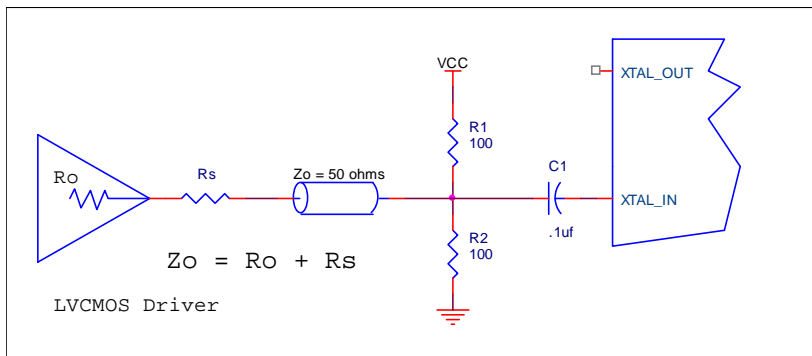 VCC
XTAL_OUT
R1
100
C1
Ro
Rs
Zo = 50 ohms
XTAL_IN
.1uf
R2
100
Zo = Ro + Rs
LVCMOS Driver